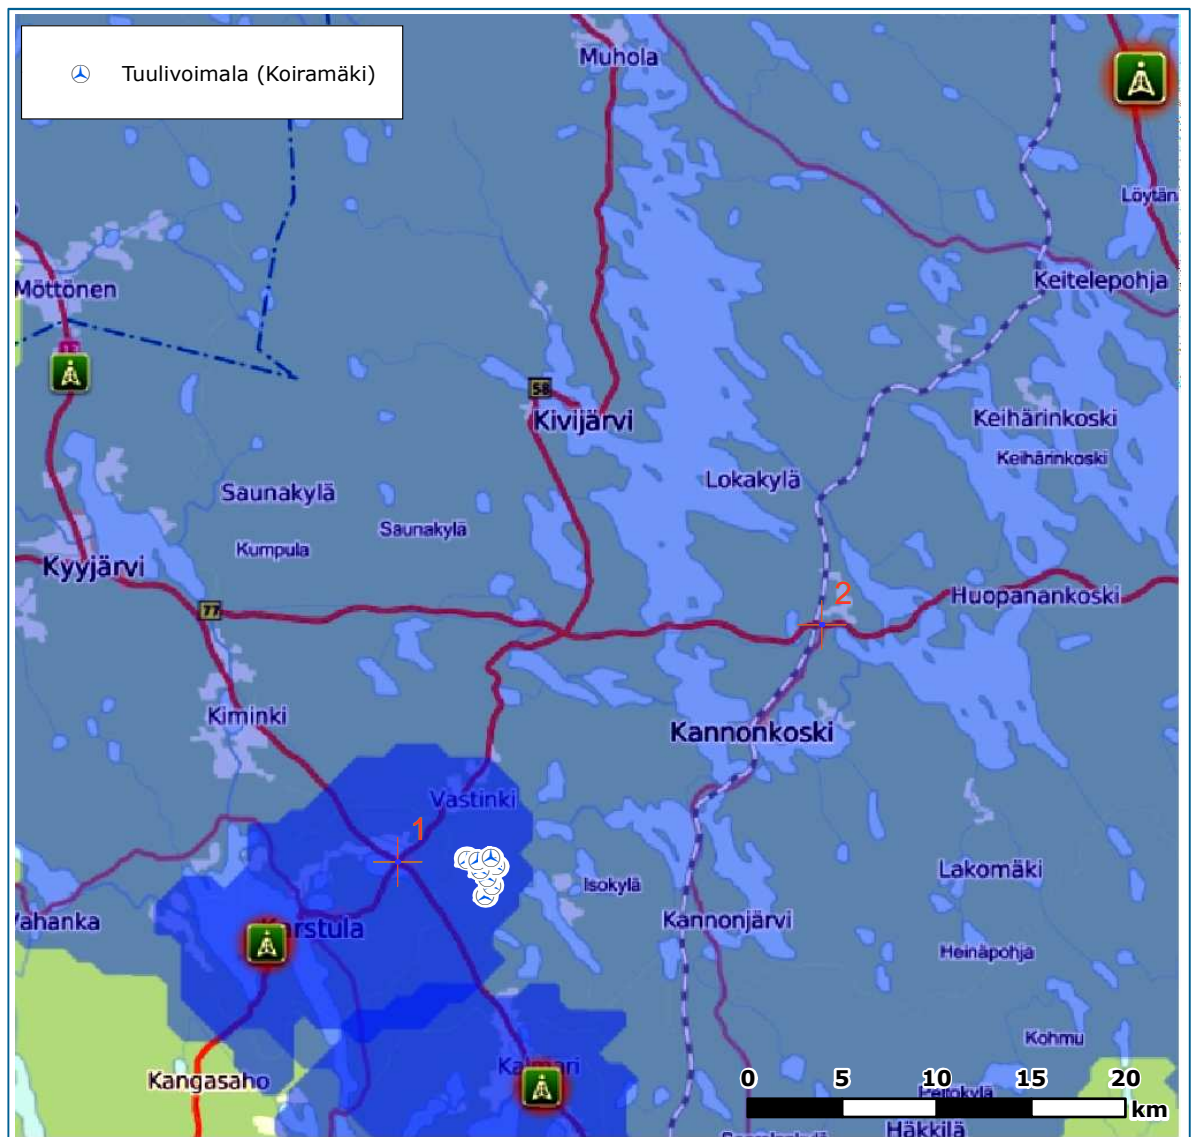 Tuulivoimala (Koiramäki)
Muhola
Löytän
Keitelepohja
Möttönen
58
Kivijärvi
Keihärinkoski
Keihärinkoski
Lokakylä
Saunakylä
Saunakylä
Kumpula
Kyyjärvi
77
2
Huopanankoski
Kiminki
Kannonkoski
Vastinki
1
Isokylä
Lakomäki
Kannonjärvi
Heinäpohja
Kohmu
Kangasaho
0 5 10 15 20
km
Häkkilä